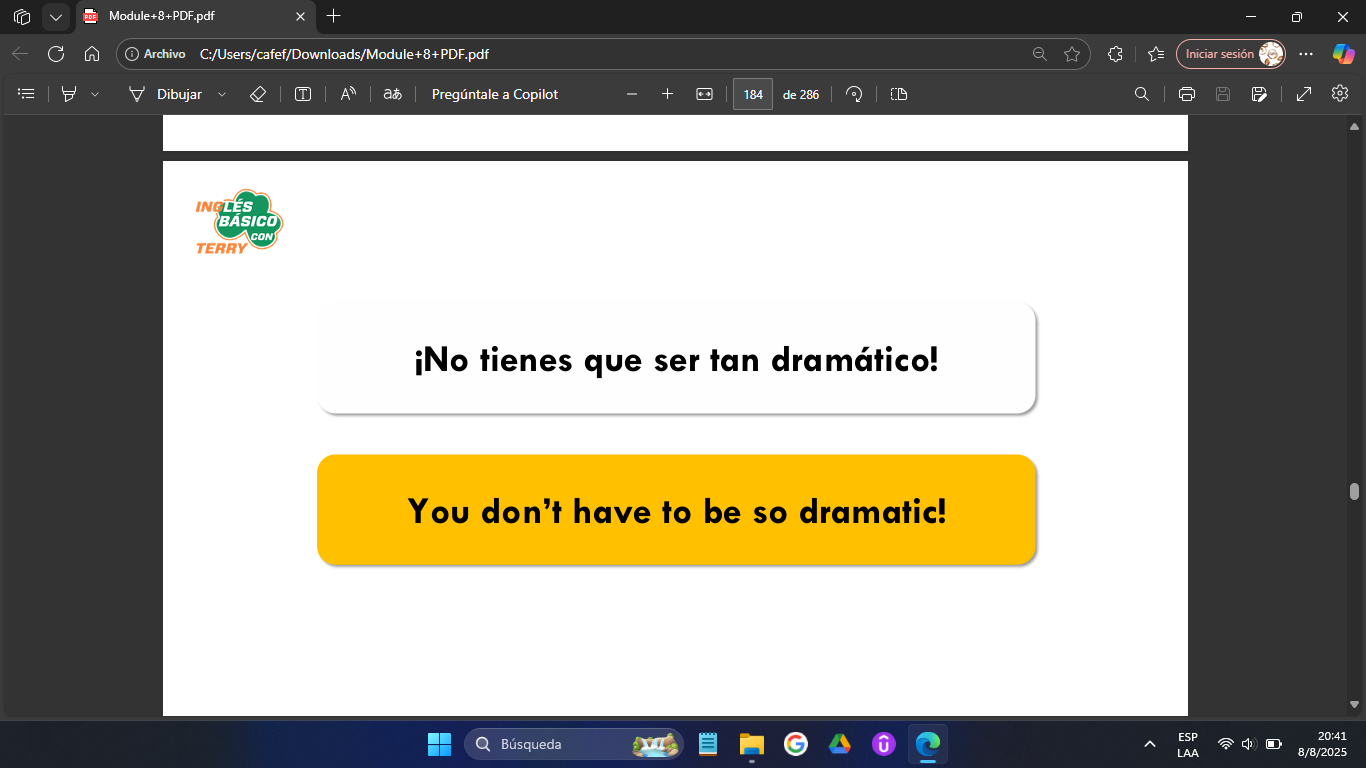 Module+8+PDF.pdf
Archivo C:/Users/cafef/Downloads/Module+8+PDF.pdf
Iniciar sesión
Dibujar
aあ
Pregúntale a Copilot
184 de 286
INGLÉS
BÁSICO
CON
TERRY
¡No tienes que ser tan dramático!
You don’t have to be so dramatic!
Búsqueda
ESP
LAA
20:41
8/8/2025